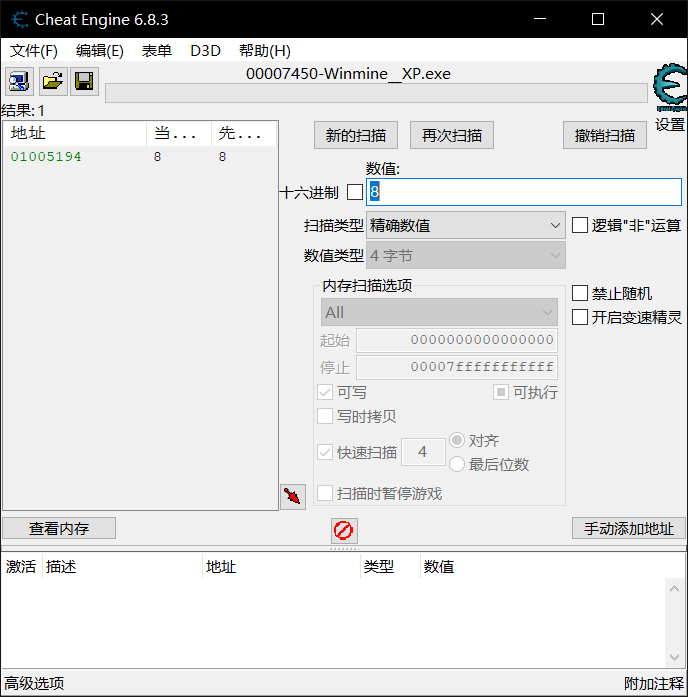 Cheat Engine 6.8.3
文件(F) 编辑(E) 表单 D3D 帮助(H)
00007450-Winmine__XP.exe
结果: 1
设置
地址 当... 先...
01005194 8 8
新的扫描 再次扫描 撤销扫描
数值:
十六进制 8
扫描类型 精确数值 逻辑"非"运算
数值类型 4 字节
内存扫描选项
All
禁止随机
开启变速精灵
起始 0000000000000000
停止 00007fffffffffff
可写 可执行
写时拷贝
快速扫描 4 对齐
最后位数
扫描时暂停游戏
查看内存 手动添加地址
激活 描述 地址 类型 数值
高级选项 附加注释